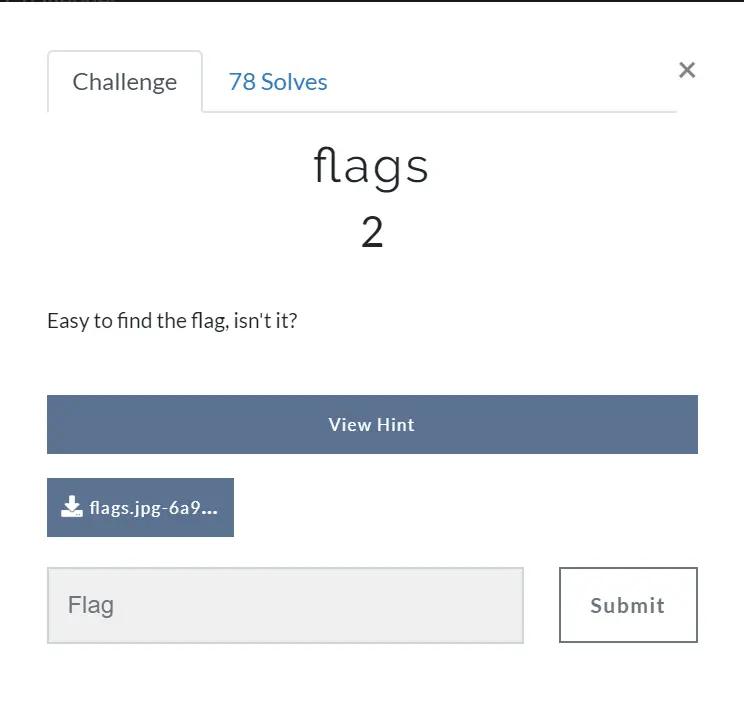 Challenge
78 Solves
×
flags
2
Easy to find the flag, isn't it?
View Hint
flags.jpg-6a9...
Flag
Submit